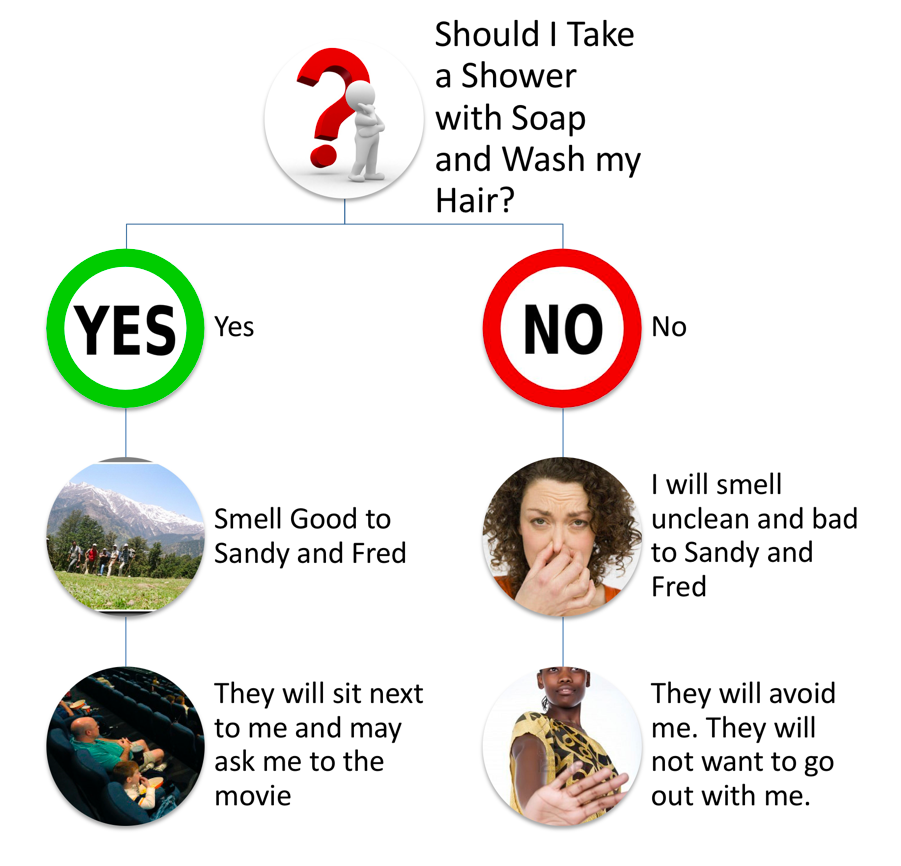 Should I Take
a Shower
with Soap
and Wash my
Hair?
YES
Yes
NO
No
Smell Good to
Sandy and Fred
I will smell
unclean and bad
to Sandy and
Fred
They will sit next
to me and may
ask me to the
movie
They will avoid
me. They will
not want to go
out with me.